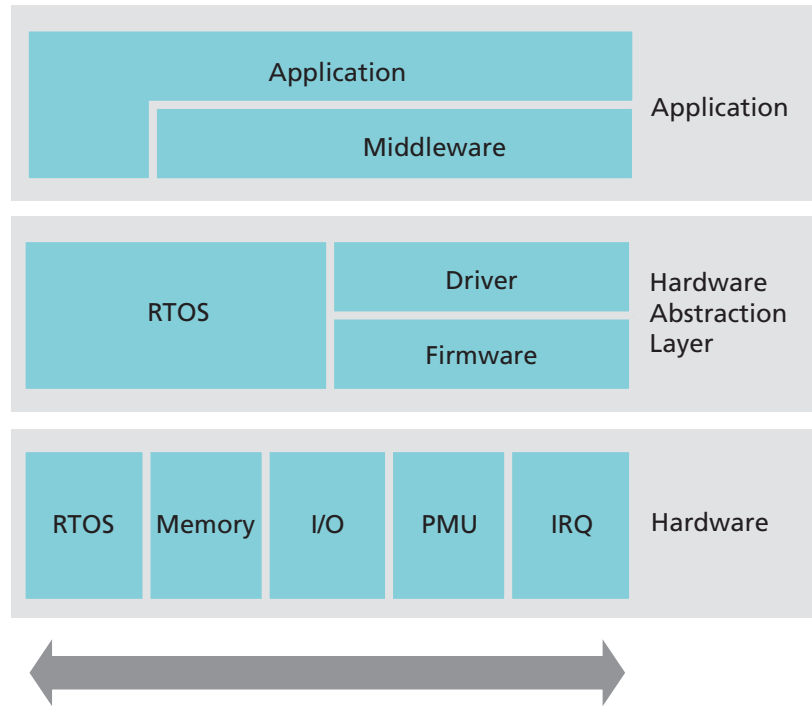 Application
Middleware
Application
RTOS
Driver
Firmware
Hardware
Abstraction
Layer
RTOS
Memory
I/O
PMU
IRQ
Hardware